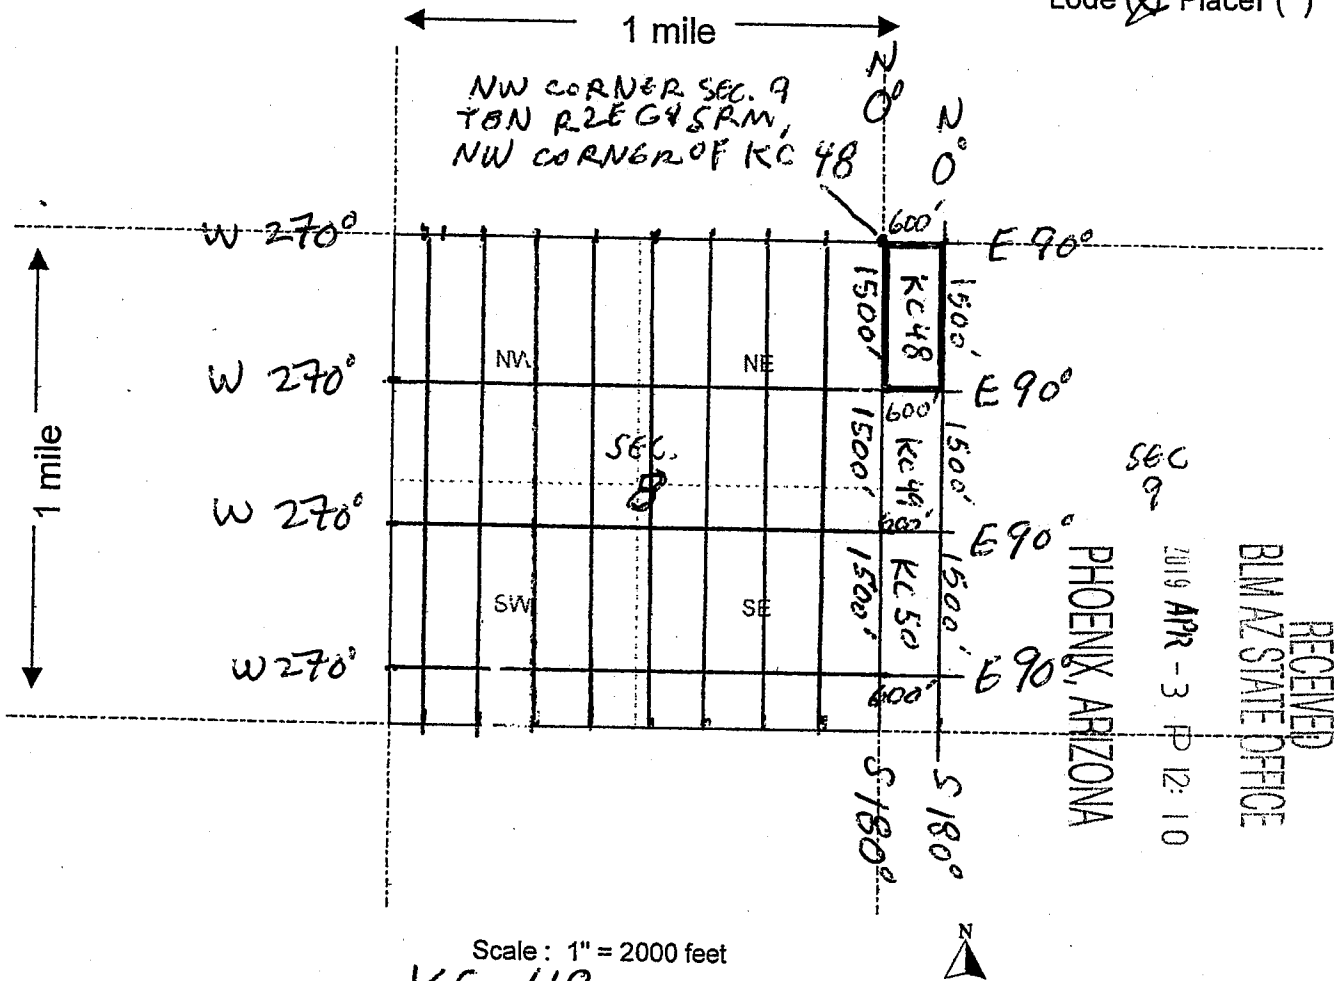 Lode (X) Placer ( )
1 mile
NW CORNER SEC. 9
T8N R2E G&SRM,
NW CORNER OF KC 48
N 0°
N 0°
W 270°
600'
E 90°
1500'
KC 48
1500'
NW
NE
W 270°
E 90°
600'
1 mile
SEC.
8
1500'
KC 49
1500'
SEC
9
W 270°
600'
E 90°
SW
SE
1500'
KC 50
1500'
W 270°
E 90°
600'
S 180°
S 180°
RECEIVED
BLM AZ STATE OFFICE
2019 APR -3 P 12: 10
PHOENIX, ARIZONA
N
Scale : 1" = 2000 feet
KC 48